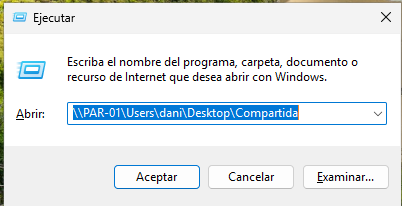 Ejecutar
Escriba el nombre del programa, carpeta, documento o
recurso de Internet que desea abrir con Windows.
Abrir:
\\PAR-01\Users\dani\Desktop\Compartida
Aceptar
Cancelar
Examinar...